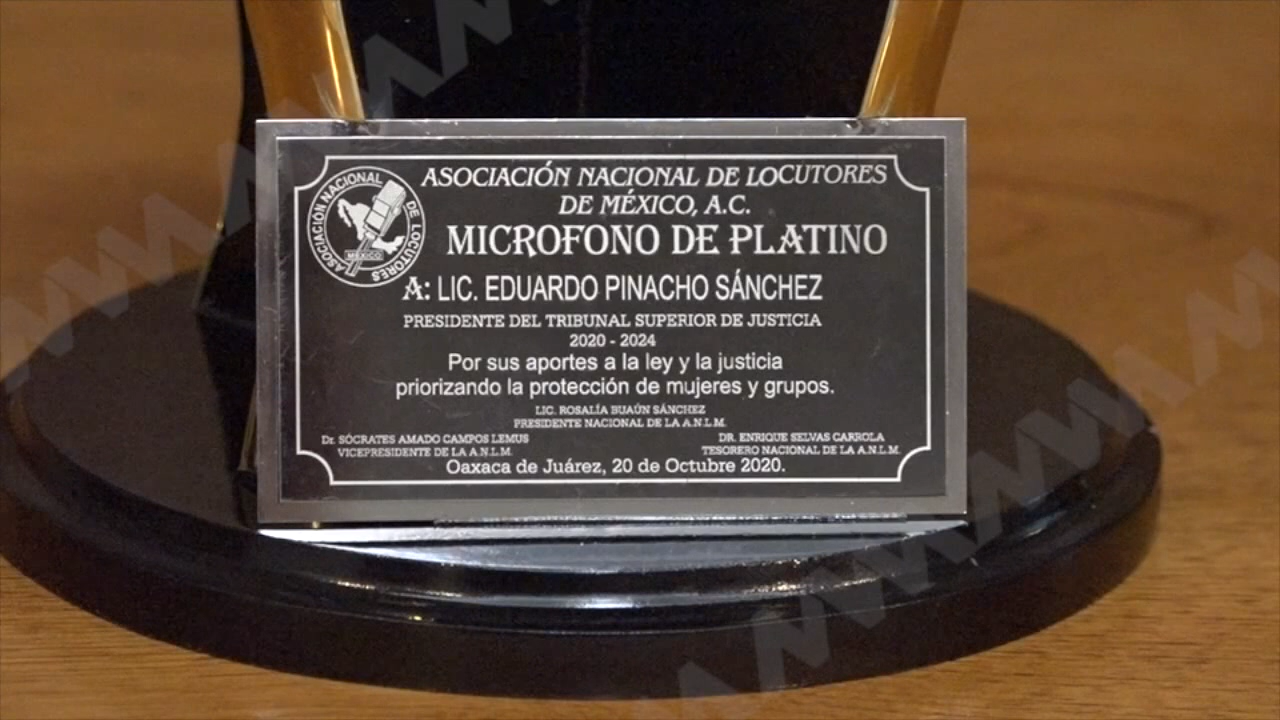 ASOCIACIÓN NACIONAL DE LOCUTORES
DE MÉXICO, A.C.
MICROFONO DE PLATINO
ASOCIACIÓN NACIONAL DE LOCUTORES
MEXICO
A: LIC. EDUARDO PINACHO SÁNCHEZ
PRESIDENTE DEL TRIBUNAL SUPERIOR DE JUSTICIA
2020 - 2024
Por sus aportes a la ley y la justicia
priorizando la protección de mujeres y grupos.
LIC. ROSALÍA BUAÚN SÁNCHEZ
PRESIDENTE NACIONAL DE LA A.N.L.M.
Dr. SÓCRATES AMADO CAMPOS LEMUS
VICEPRESIDENTE DE LA A.N.L.M.
DR. ENRIQUE SELVAS CARROLA
TESORERO NACIONAL DE LA A.N.L.M.
Oaxaca de Juárez, 20 de Octubre 2020.